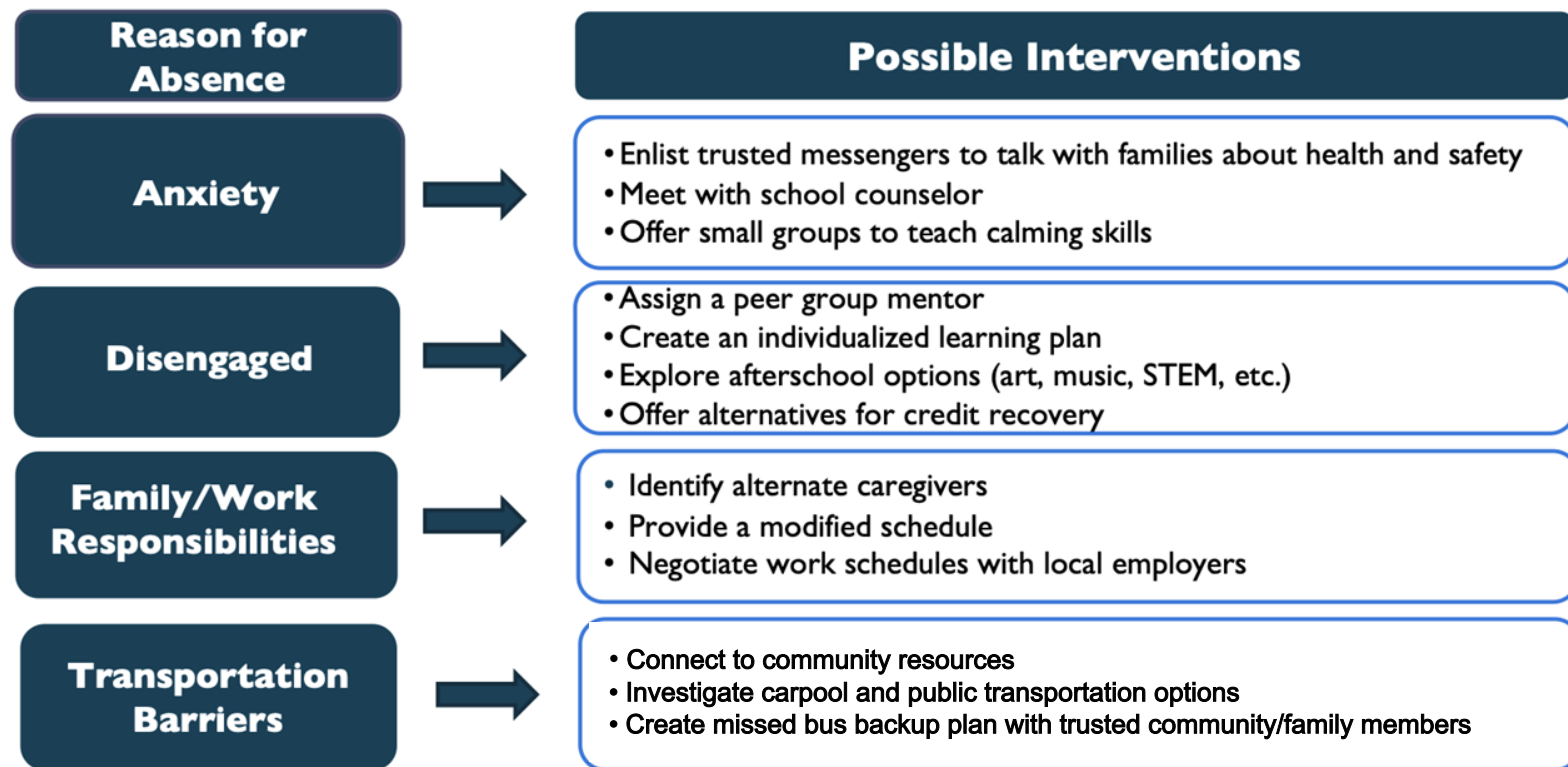 Reason for
Absence
Possible Interventions
Anxiety
• Enlist trusted messengers to talk with families about health and safety
• Meet with school counselor
• Offer small groups to teach calming skills
Disengaged
• Assign a peer group mentor
• Create an individualized learning plan
• Explore afterschool options (art, music, STEM, etc.)
• Offer alternatives for credit recovery
Family/Work
Responsibilities
• Identify alternate caregivers
• Provide a modified schedule
• Negotiate work schedules with local employers
Transportation
Barriers
• Connect to community resources
• Investigate carpool and public transportation options
• Create missed bus backup plan with trusted community/family members